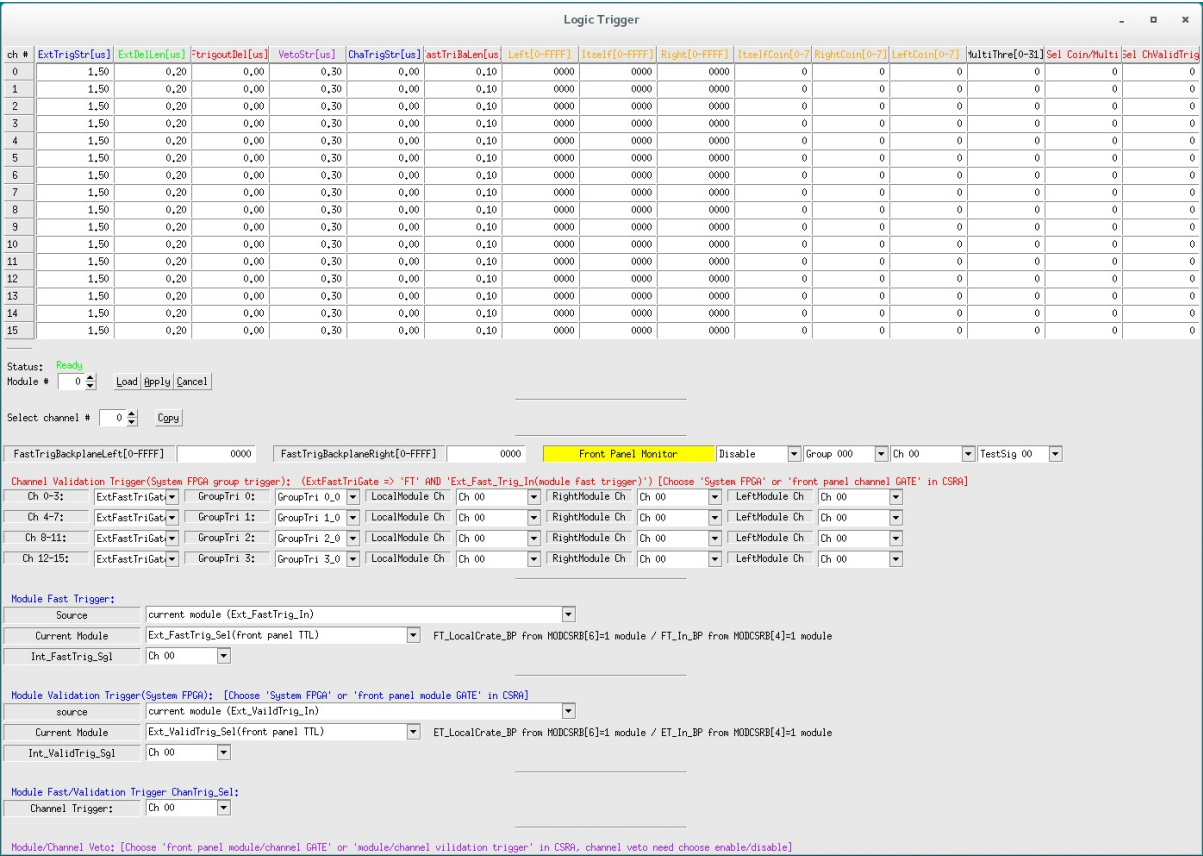 Logic Trigger
ch # ExtTrigStr[us] ExtDelLen[us] FtrigoutDel[us] VetoStr[us] ChaTrigStr[us] astTriBaLen[us] Left[0-FFFF] Itself[0-FFFF] Right[0-FFFF] ItselfCoin[0-7 RightCoin[0-7] LeftCoin[0-7] MultiThre[0-31] Sel Coin/Multi Sel ChValidTrig
0 1.50 0.20 0.00 0.30 0.00 0.10 0000 0000 0000 0 0 0 0 0 0
1 1.50 0.20 0.00 0.30 0.00 0.10 0000 0000 0000 0 0 0 0 0 0
2 1.50 0.20 0.00 0.30 0.00 0.10 0000 0000 0000 0 0 0 0 0 0
3 1.50 0.20 0.00 0.30 0.00 0.10 0000 0000 0000 0 0 0 0 0 0
4 1.50 0.20 0.00 0.30 0.00 0.10 0000 0000 0000 0 0 0 0 0 0
5 1.50 0.20 0.00 0.30 0.00 0.10 0000 0000 0000 0 0 0 0 0 0
6 1.50 0.20 0.00 0.30 0.00 0.10 0000 0000 0000 0 0 0 0 0 0
7 1.50 0.20 0.00 0.30 0.00 0.10 0000 0000 0000 0 0 0 0 0 0
8 1.50 0.20 0.00 0.30 0.00 0.10 0000 0000 0000 0 0 0 0 0 0
9 1.50 0.20 0.00 0.30 0.00 0.10 0000 0000 0000 0 0 0 0 0 0
10 1.50 0.20 0.00 0.30 0.00 0.10 0000 0000 0000 0 0 0 0 0 0
11 1.50 0.20 0.00 0.30 0.00 0.10 0000 0000 0000 0 0 0 0 0 0
12 1.50 0.20 0.00 0.30 0.00 0.10 0000 0000 0000 0 0 0 0 0 0
13 1.50 0.20 0.00 0.30 0.00 0.10 0000 0000 0000 0 0 0 0 0 0
14 1.50 0.20 0.00 0.30 0.00 0.10 0000 0000 0000 0 0 0 0 0 0
15 1.50 0.20 0.00 0.30 0.00 0.10 0000 0000 0000 0 0 0 0 0 0
Status: Ready
Module # 0 Load Apply Cancel
Select channel # 0 Copy
FastTrigBackplaneLeft[0-FFFF] 0000 FastTrigBackplaneRight[0-FFFF] 0000 Front Panel Monitor Disable Group 000 Ch 00 TestSig 00
Channel Validation Trigger(System FPGA group trigger): (ExtFastTriGate => 'FT' AND 'Ext_Fast_Trig_In(module fast trigger)') [Choose 'System FPGA' or 'front panel channel GATE' in CSRA]
Ch 0-3: ExtFastTriGat GroupTri 0: GroupTri 0_0 LocalModule Ch Ch 00 RightModule Ch Ch 00 LeftModule Ch Ch 00
Ch 4-7: ExtFastTriGat GroupTri 1: GroupTri 1_0 LocalModule Ch Ch 00 RightModule Ch Ch 00 LeftModule Ch Ch 00
Ch 8-11: ExtFastTriGat GroupTri 2: GroupTri 2_0 LocalModule Ch Ch 00 RightModule Ch Ch 00 LeftModule Ch Ch 00
Ch 12-15: ExtFastTriGat GroupTri 3: GroupTri 3_0 LocalModule Ch Ch 00 RightModule Ch Ch 00 LeftModule Ch Ch 00
Module Fast Trigger:
Source current module (Ext_FastTrig_In)
Current Module Ext_FastTrig_Sel(front panel TTL) FT_LocalCrate_BP from MODCSRB[6]=1 module / FT_In_BP from MODCSRB[4]=1 module
Int_FastTrig_Sgl Ch 00
Module Validation Trigger(System FPGA): [Choose 'System FPGA' or 'front panel module GATE' in CSRA]
source current module (Ext_VaildTrig_In)
Current Module Ext_ValidTrig_Sel(front panel TTL) ET_LocalCrate_BP from MODCSRB[6]=1 module / ET_In_BP from MODCSRB[4]=1 module
Int_ValidTrig_Sgl Ch 00
Module Fast/Validation Trigger ChanTrig_Sel:
Channel Trigger: Ch 00
Module/Channel Veto: [Choose 'front panel module/channel GATE' or 'module/channel vilidation trigger' in CSRA, channel veto need choose enable/disable]